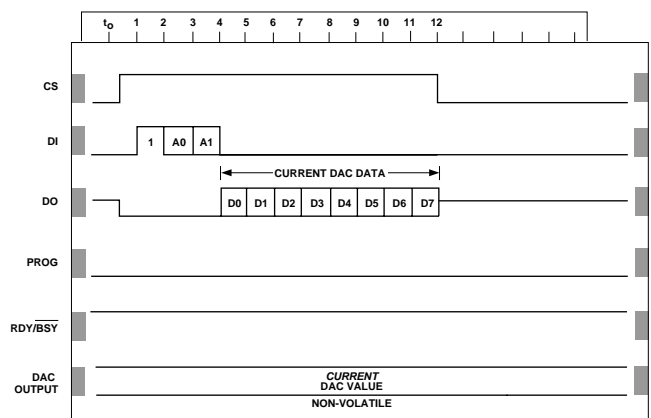 to 1 2 3 4 5 6 7 8 9 10 11 12
CS
DI 1 A0 A1
CURRENT DAC DATA
DO D0 D1 D2 D3 D4 D5 D6 D7
PROG
RDY/BSY
DAC OUTPUT
CURRENT
DAC VALUE
NON-VOLATILE